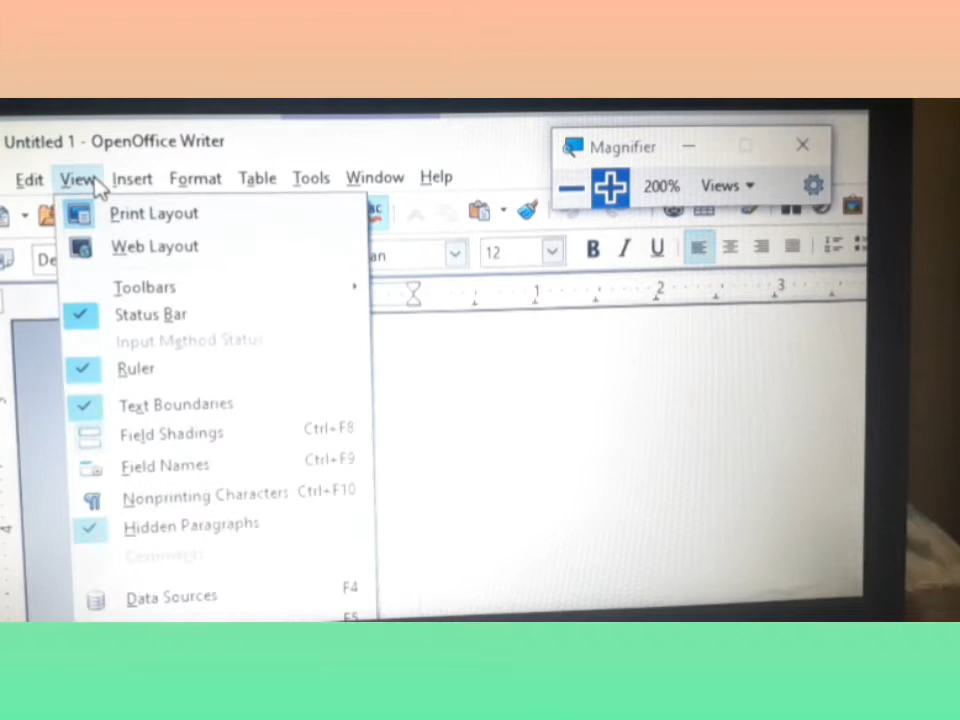 Untitled 1 - OpenOffice Writer
Magnifier
Edit View Insert Format Table Tools Window Help
200% Views
Print Layout
12 B I U
Web Layout
Toolbars
1 2 3
Status Bar
Input Method Status
Ruler
Text Boundaries
Field Shadings Ctrl+F8
Field Names Ctrl+F9
Nonprinting Characters Ctrl+F10
Hidden Paragraphs
Comments
Data Sources F4
F5